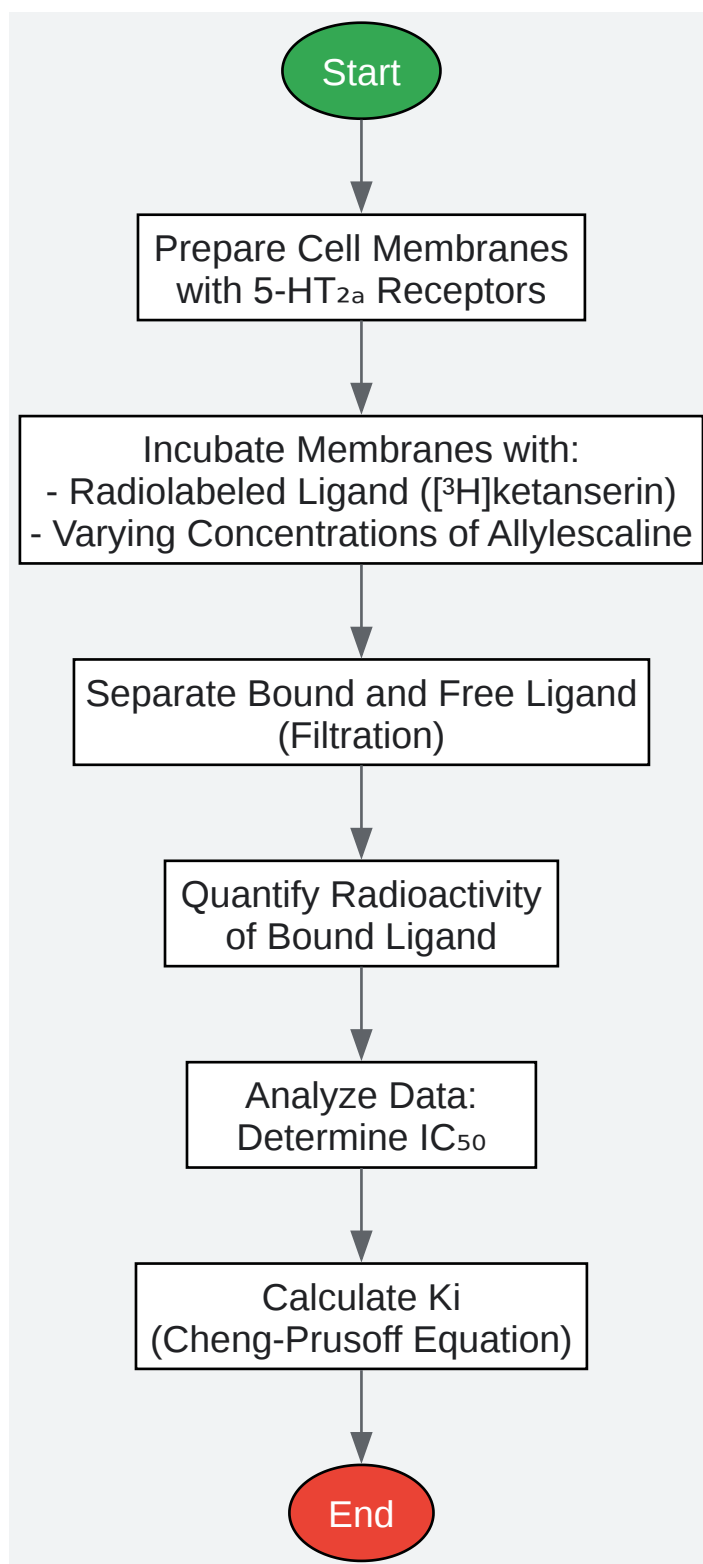 Start
Prepare Cell Membranes
with 5-HT₂ₐ Receptors
Incubate Membranes with:
- Radiolabeled Ligand ([³H]ketanserin)
- Varying Concentrations of Allylescaline
Separate Bound and Free Ligand
(Filtration)
Quantify Radioactivity
of Bound Ligand
Analyze Data:
Determine IC₅₀
Calculate Ki
(Cheng-Prusoff Equation)
End